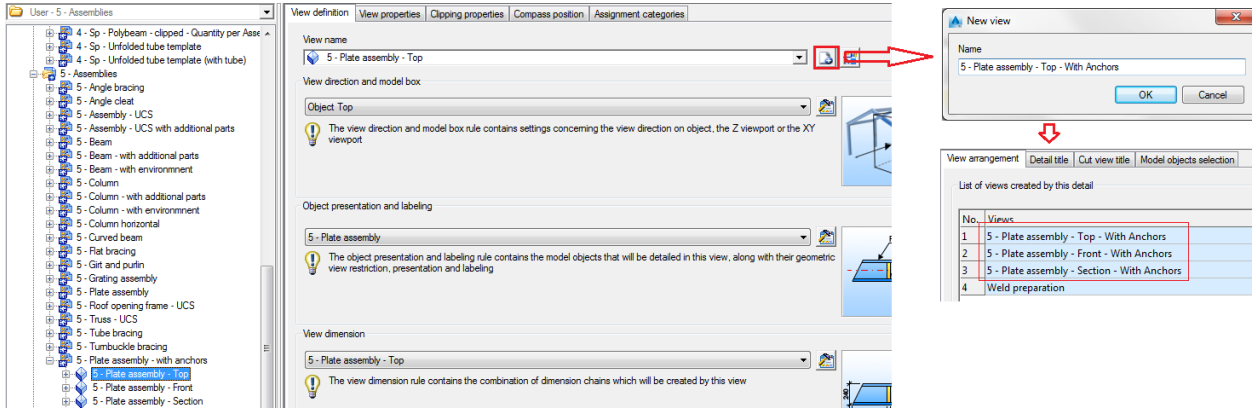 User - 5 - Assemblies
4 - Sp - Polybeam - clipped - Quantity per Asse
4 - Sp - Unfolded tube template
4 - Sp - Unfolded tube template (with tube)
5 - Assemblies
5 - Angle bracing
5 - Angle cleat
5 - Assembly - UCS
5 - Assembly - UCS with additional parts
5 - Beam
5 - Beam - with additional parts
5 - Beam - with environmnent
5 - Column
5 - Column - with additional parts
5 - Column - with environmnent
5 - Column horizontal
5 - Curved beam
5 - Flat bracing
5 - Girt and purlin
5 - Grating assembly
5 - Plate assembly
5 - Roof opening frame - UCS
5 - Truss - UCS
5 - Tube bracing
5 - Turnbuckle bracing
5 - Plate assembly - with anchors
5 - Plate assembly - Top
5 - Plate assembly - Front
5 - Plate assembly - Section
View definition View properties Clipping properties Compass position Assignment categories
View name
5 - Plate assembly - Top
View direction and model box
Object Top
The view direction and model box rule contains settings concerning the view direction on object, the Z viewport or the XY
viewport
Object presentation and labeling
5 - Plate assembly
The object presentation and labeling rule contains the model objects that will be detailed in this view, along with their geometric
view restriction, presentation and labeling
View dimension
5 - Plate assembly - Top
The view dimension rule contains the combination of dimension chains which will be created by this view
240
New view
Name
5 - Plate assembly - Top - With Anchors
OK Cancel
View arrangement Detail title Cut view title Model objects selection
List of views created by this detail
No. Views
1 5 - Plate assembly - Top - With Anchors
2 5 - Plate assembly - Front - With Anchors
3 5 - Plate assembly - Section - With Anchors
4 Weld preparation